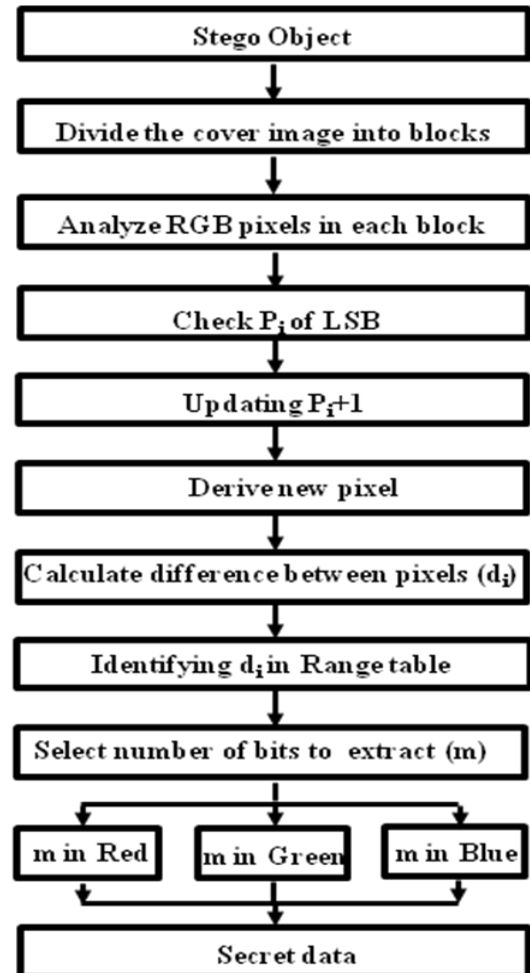 Stego Object
Divide the cover image into blocks
Analyze RGB pixels in each block
Check Pi of LSB
Updating Pi+1
Derive new pixel
Calculate difference between pixels (di)
Identifying di in Range table
Select number of bits to extract (m)
m in Red
m in Green
m in Blue
Secret data